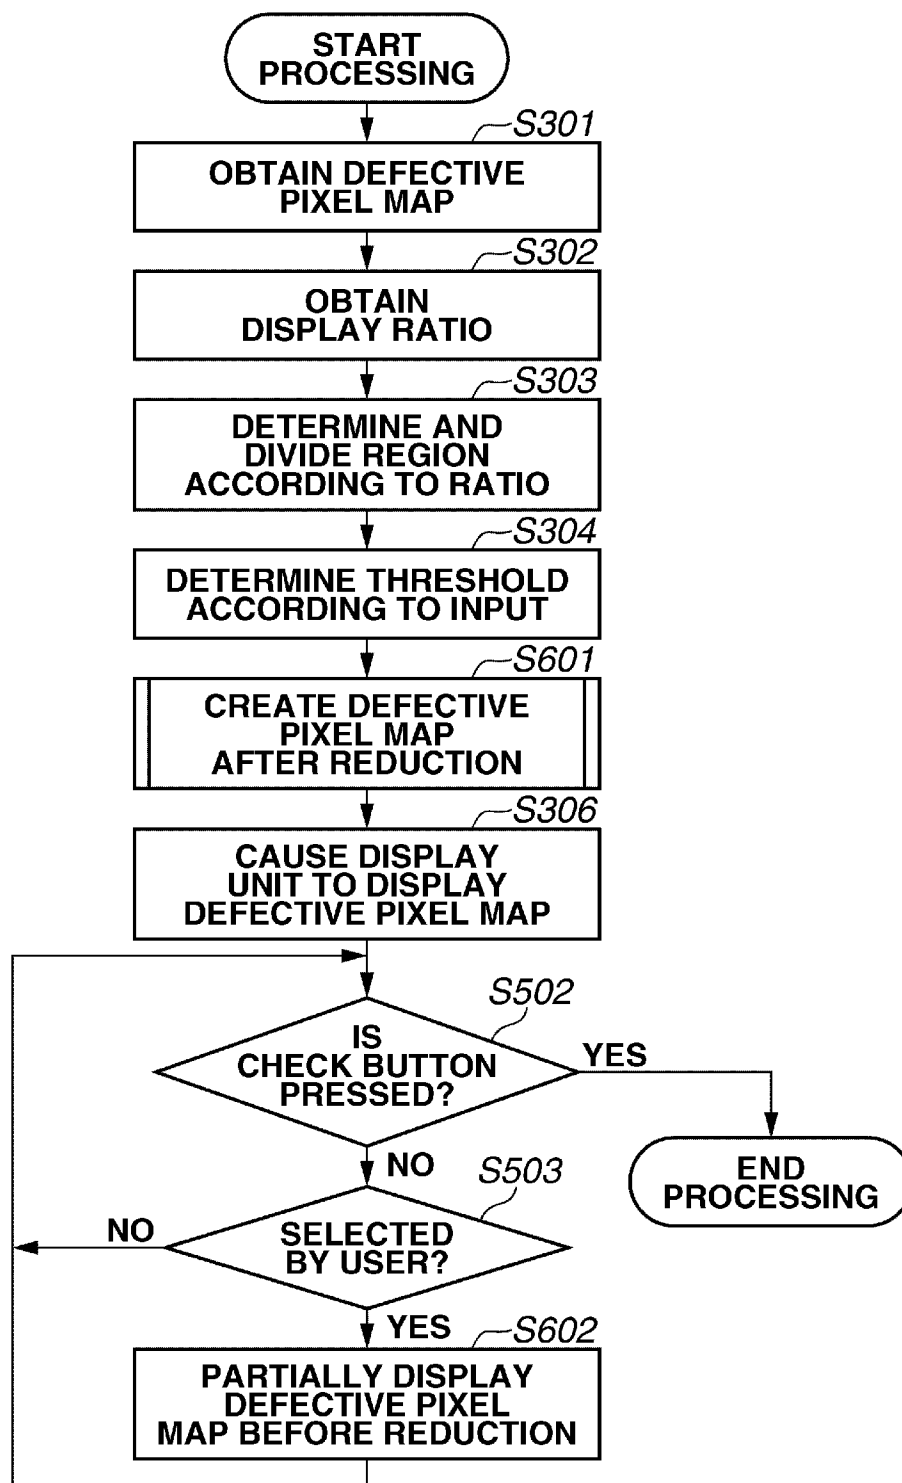 START
PROCESSING
S301
OBTAIN DEFECTIVE
PIXEL MAP
S302
OBTAIN
DISPLAY RATIO
S303
DETERMINE AND
DIVIDE REGION
ACCORDING TO RATIO
S304
DETERMINE THRESHOLD
ACCORDING TO INPUT
S601
CREATE DEFECTIVE
PIXEL MAP
AFTER REDUCTION
S306
CAUSE DISPLAY
UNIT TO DISPLAY
DEFECTIVE PIXEL MAP
S502
IS
CHECK BUTTON
PRESSED?
YES
END
PROCESSING
NO
S503
SELECTED
BY USER?
NO
YES
S602
PARTIALLY DISPLAY
DEFECTIVE PIXEL
MAP BEFORE REDUCTION